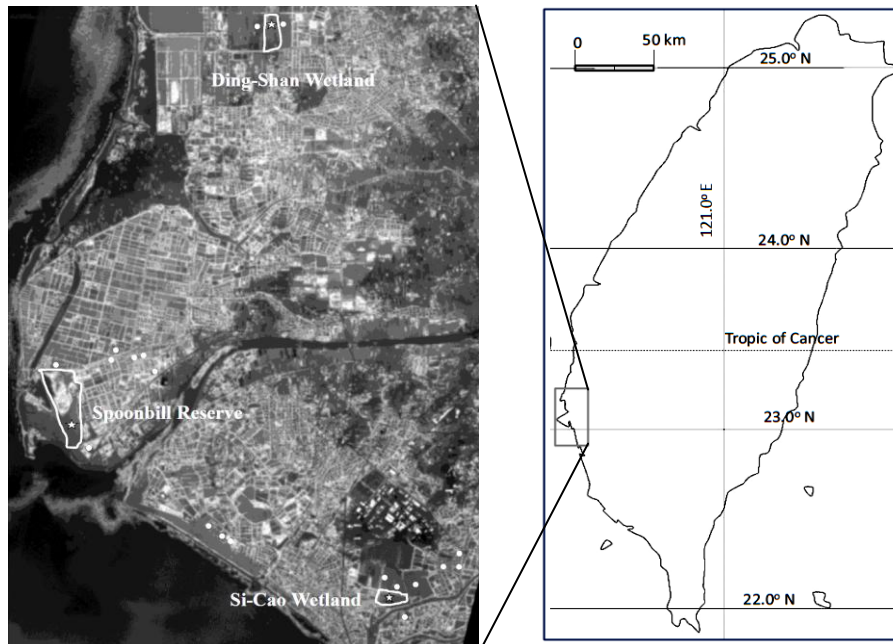 Ding-Shan Wetland
Spoonbill Reserve
Si-Cao Wetland
0 50 km
25.0° N
121.0° E
24.0° N
Tropic of Cancer
23.0° N
22.0° N